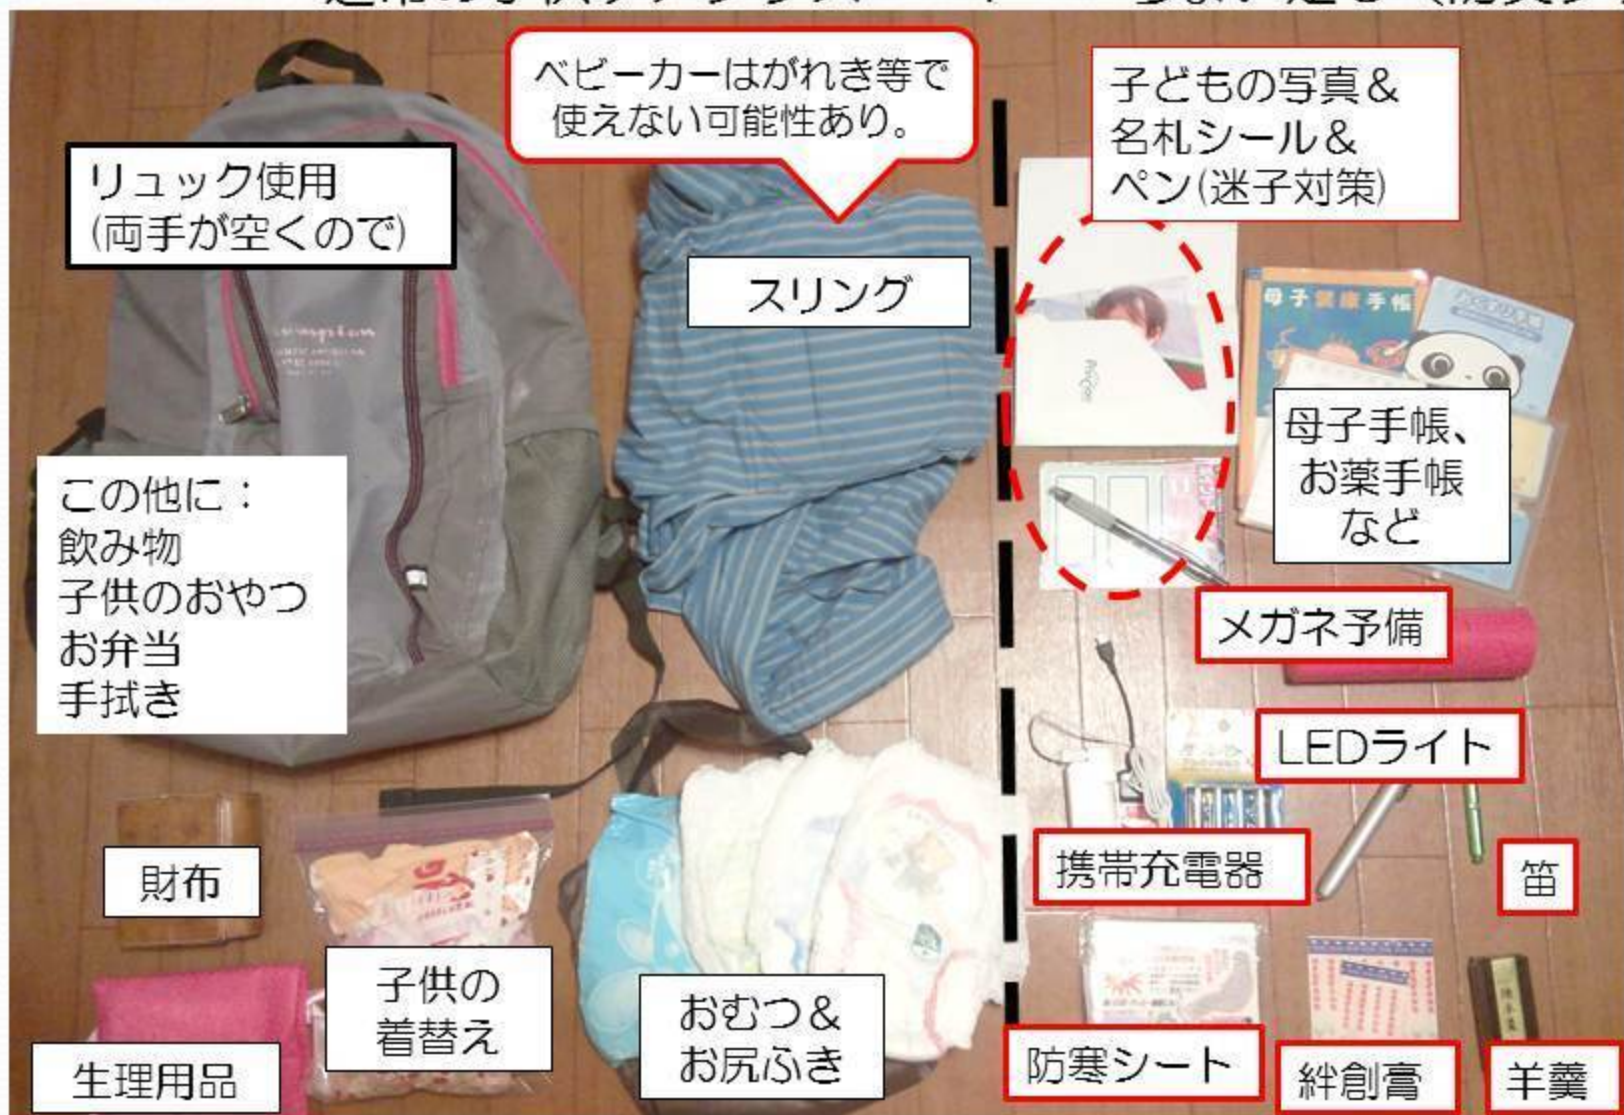 ベビーカーはがれき等で
使えない可能性あり。
子どもの写真&
名札シール&
ペン(迷子対策)
リュック使用
(両手が空くので)
スリング
母子健康手帳
母子手帳、
お薬手帳
など
この他に：
飲み物
子供のおやつ
お弁当
手拭き
メガネ予備
LEDライト
携帯充電器
笛
財布
子供の
着替え
おむつ&
お尻ふき
生理用品
防寒シート
絆創膏
羊羹